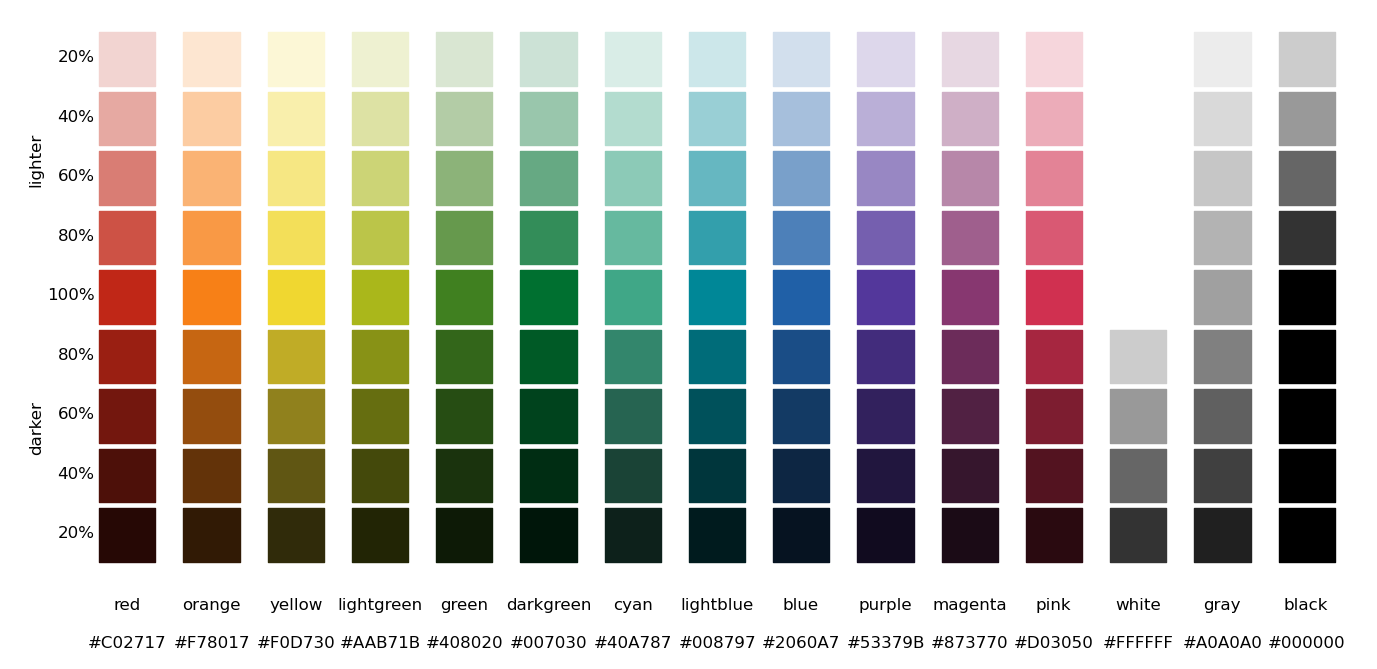 20%
40%
lighter
60%
80%
100%
80%
darker
60%
40%
20%
red orange yellow lightgreen green darkgreen cyan lightblue blue purple magenta pink white gray black
#C02717 #F78017 #F0D730 #AAB71B #408020 #007030 #40A787 #008797 #2060A7 #53379B #873770 #D03050 #FFFFFF #A0A0A0 #000000